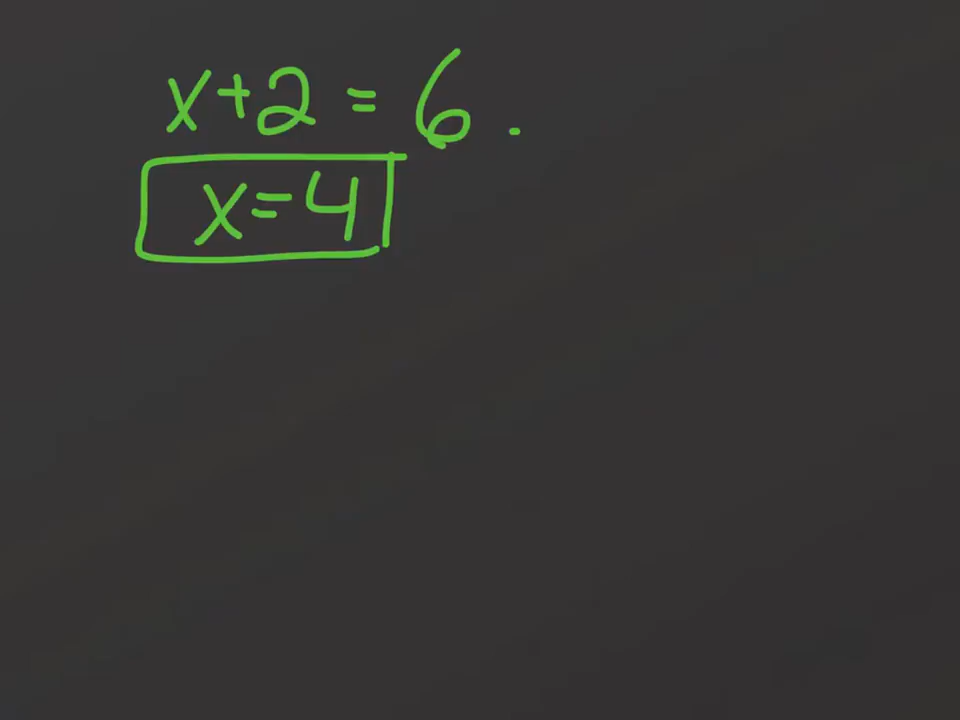 x+2 = 6 .
x=4